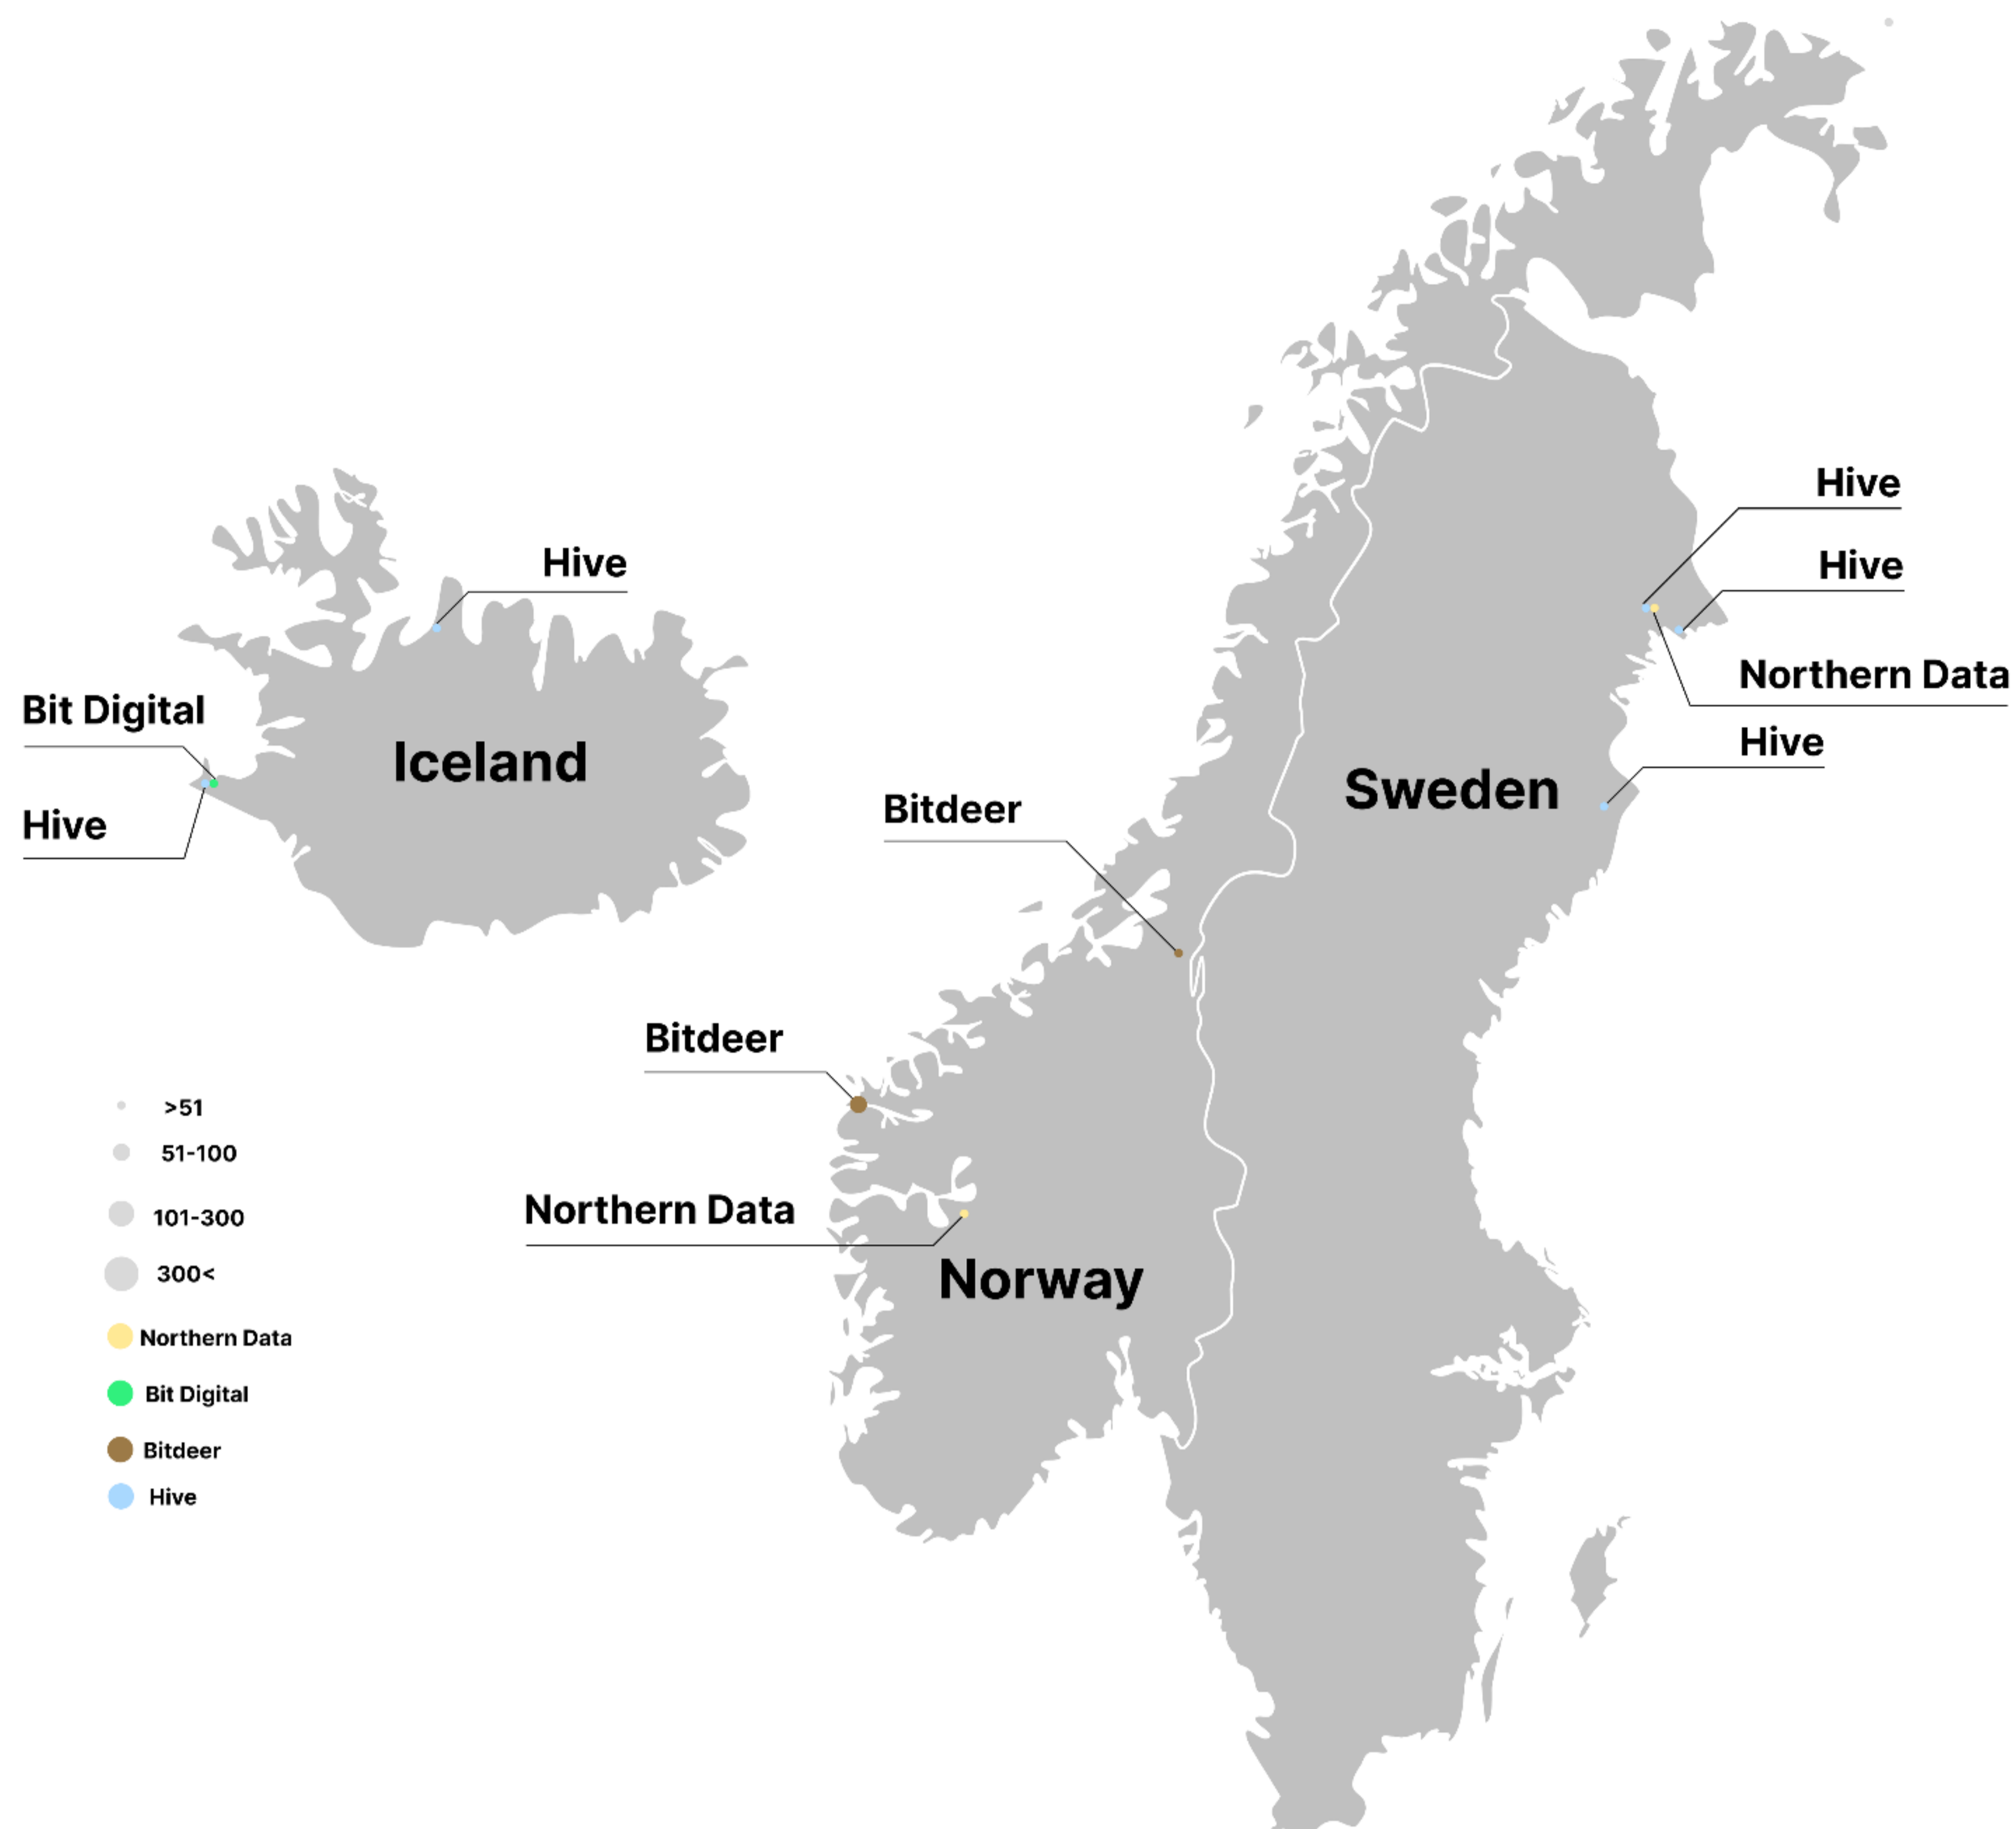 Hive
Hive
Hive
Northern Data
Bit Digital
Hive
Iceland
Sweden
Bitdeer
Hive
Bitdeer
>51
51-100
Northern Data
101-300
Norway
300<
Northern Data
Bit Digital
Bitdeer
Hive